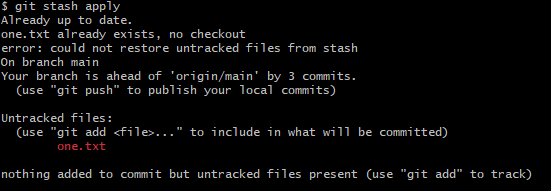 $ git stash apply
Already up to date.
one.txt already exists, no checkout
error: could not restore untracked files from stash
On branch main
Your branch is ahead of 'origin/main' by 3 commits.
  (use "git push" to publish your local commits)

Untracked files:
  (use "git add <file>..." to include in what will be committed)
        one.txt

nothing added to commit but untracked files present (use "git add" to track)